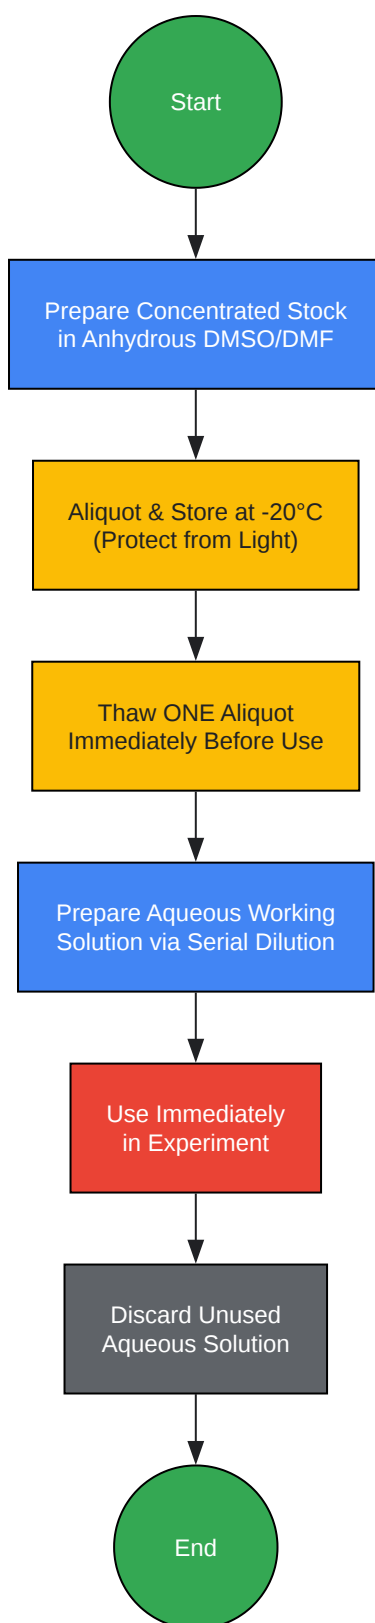 Start
Prepare Concentrated Stock
in Anhydrous DMSO/DMF
Aliquot & Store at -20°C
(Protect from Light)
Thaw ONE Aliquot
Immediately Before Use
Prepare Aqueous Working
Solution via Serial Dilution
Use Immediately
in Experiment
Discard Unused
Aqueous Solution
End